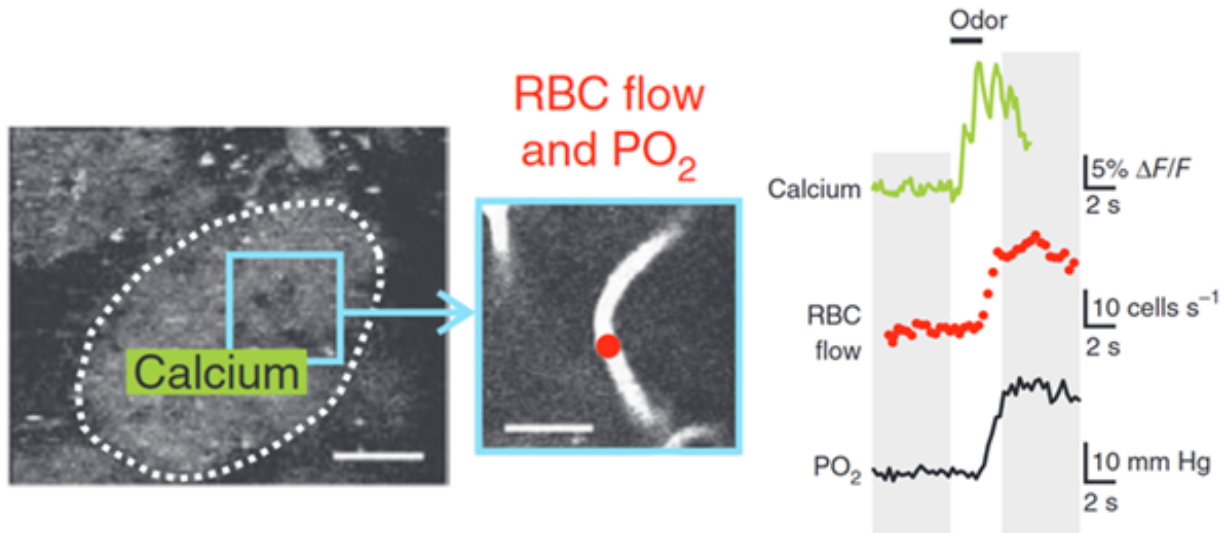 Calcium
RBC flow
and PO₂
Odor
Calcium
5% ΔF/F
2 s
RBC
flow
10 cells s⁻¹
2 s
PO₂
10 mm Hg
2 s